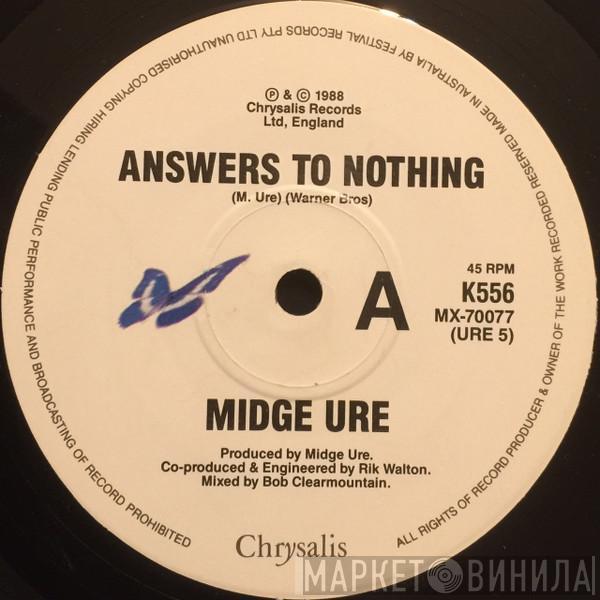 ALL RIGHTS OF RECORD PRODUCER & OWNER OF THE WORK RECORDED RESERVED MADE IN AUSTRALIA BY FESTIVAL RECORDS PTY LTD UNAUTHORISED COPYING HIRING LENDING PUBLIC PERFORMANCE AND BROADCASTING OF RECORD PROHIBITED
℗ & © 1988
Chrysalis Records
Ltd, England
ANSWERS TO NOTHING
(M. Ure) (Warner Bros)
A
45 RPM
K556
MX-70077
(URE 5)
MIDGE URE
Produced by Midge Ure.
Co-produced & Engineered by Rik Walton.
Mixed by Bob Clearmountain.
Chrysalis
МАРКЕТ ВИНИЛА